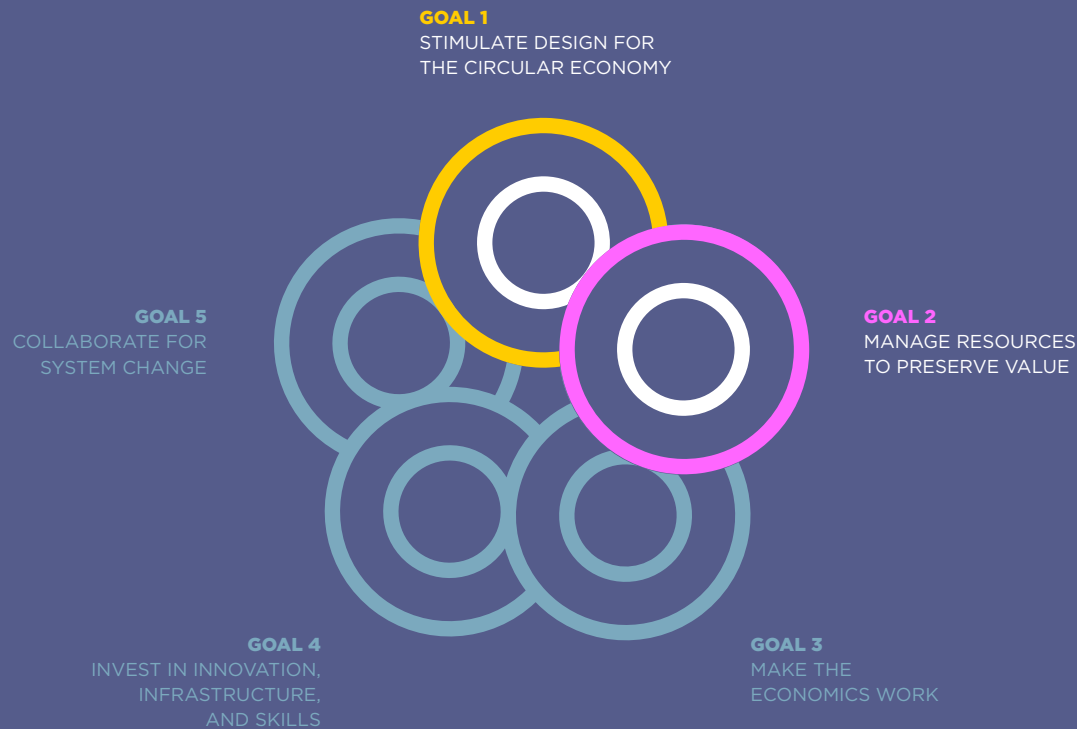 GOAL 1
STIMULATE DESIGN FOR
THE CIRCULAR ECONOMY
GOAL 2
MANAGE RESOURCES
TO PRESERVE VALUE
GOAL 3
MAKE THE
ECONOMICS WORK
GOAL 4
INVEST IN INNOVATION,
INFRASTRUCTURE,
AND SKILLS
GOAL 5
COLLABORATE FOR
SYSTEM CHANGE